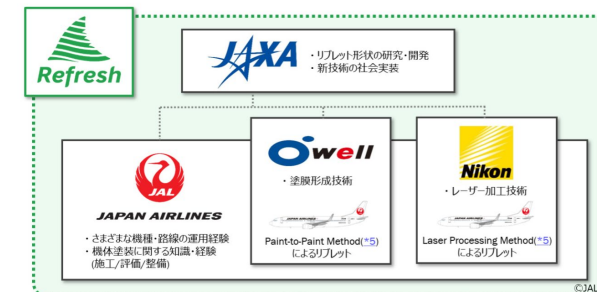 Refresh
JAXA
・リブレット形状の研究・開発
・新技術の社会実装
JAL
JAPAN AIRLINES
・さまざまな機種・路線の運用経験
・機体塗装に関する知識・経験
(施工/評価/整備)
O'well
・塗膜形成技術
JAPAN AIRLINES
Paint-to-Paint Method(*5)
によるリブレット
Nikon
・レーザー加工技術
JAPAN AIRLINES
Laser Processing Method(*5)
によるリブレット
©JAL